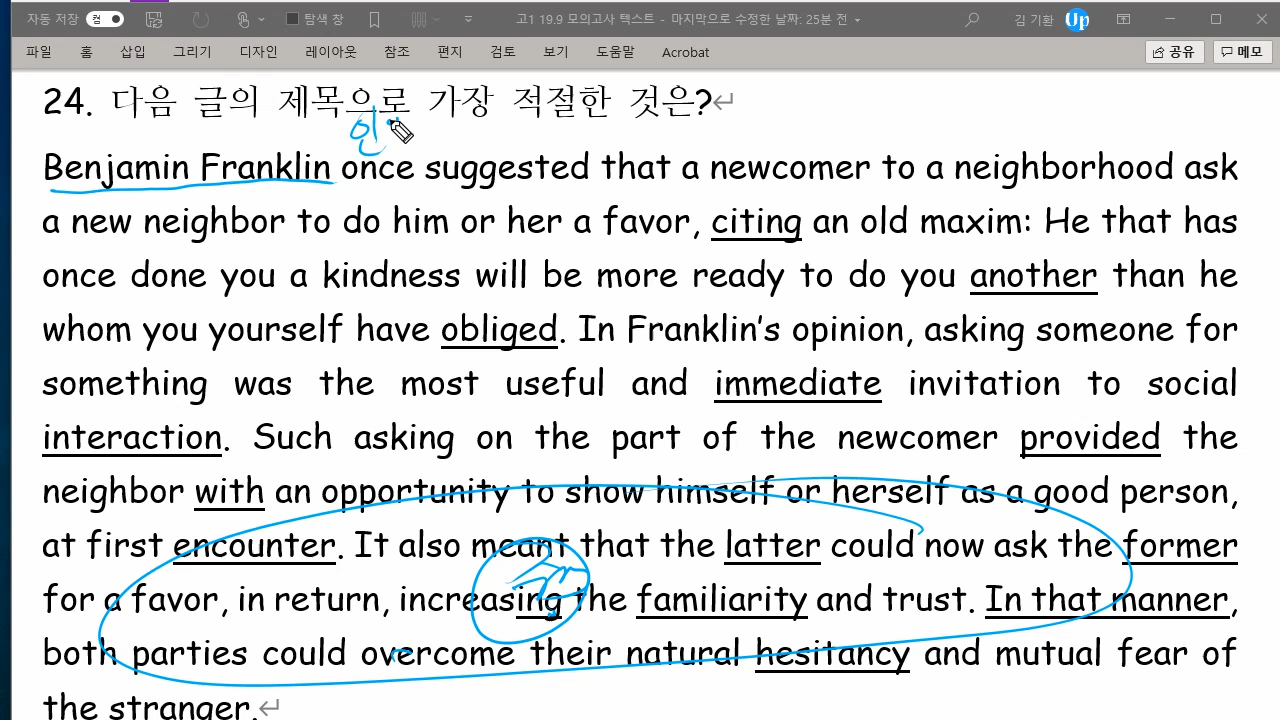 자동 저장 컴 탐색 창 고1 19.9 모의고사 텍스트 - 마지막으로 수정한 날짜: 25분 전 김 기환 Up
파일 홈 삽입 그리기 디자인 레이아웃 참조 편지 검토 보기 도움말 Acrobat 공유 메모
24. 다음 글의 제목으로 가장 적절한 것은?
Benjamin Franklin once suggested that a newcomer to a neighborhood ask
a new neighbor to do him or her a favor, citing an old maxim: He that has
once done you a kindness will be more ready to do you another than he
whom you yourself have obliged. In Franklin's opinion, asking someone for
something was the most useful and immediate invitation to social
interaction. Such asking on the part of the newcomer provided the
neighbor with an opportunity to show himself or herself as a good person,
at first encounter. It also meant that the latter could now ask the former
for a favor, in return, increasing the familiarity and trust. In that manner,
both parties could overcome their natural hesitancy and mutual fear of
the stranger.